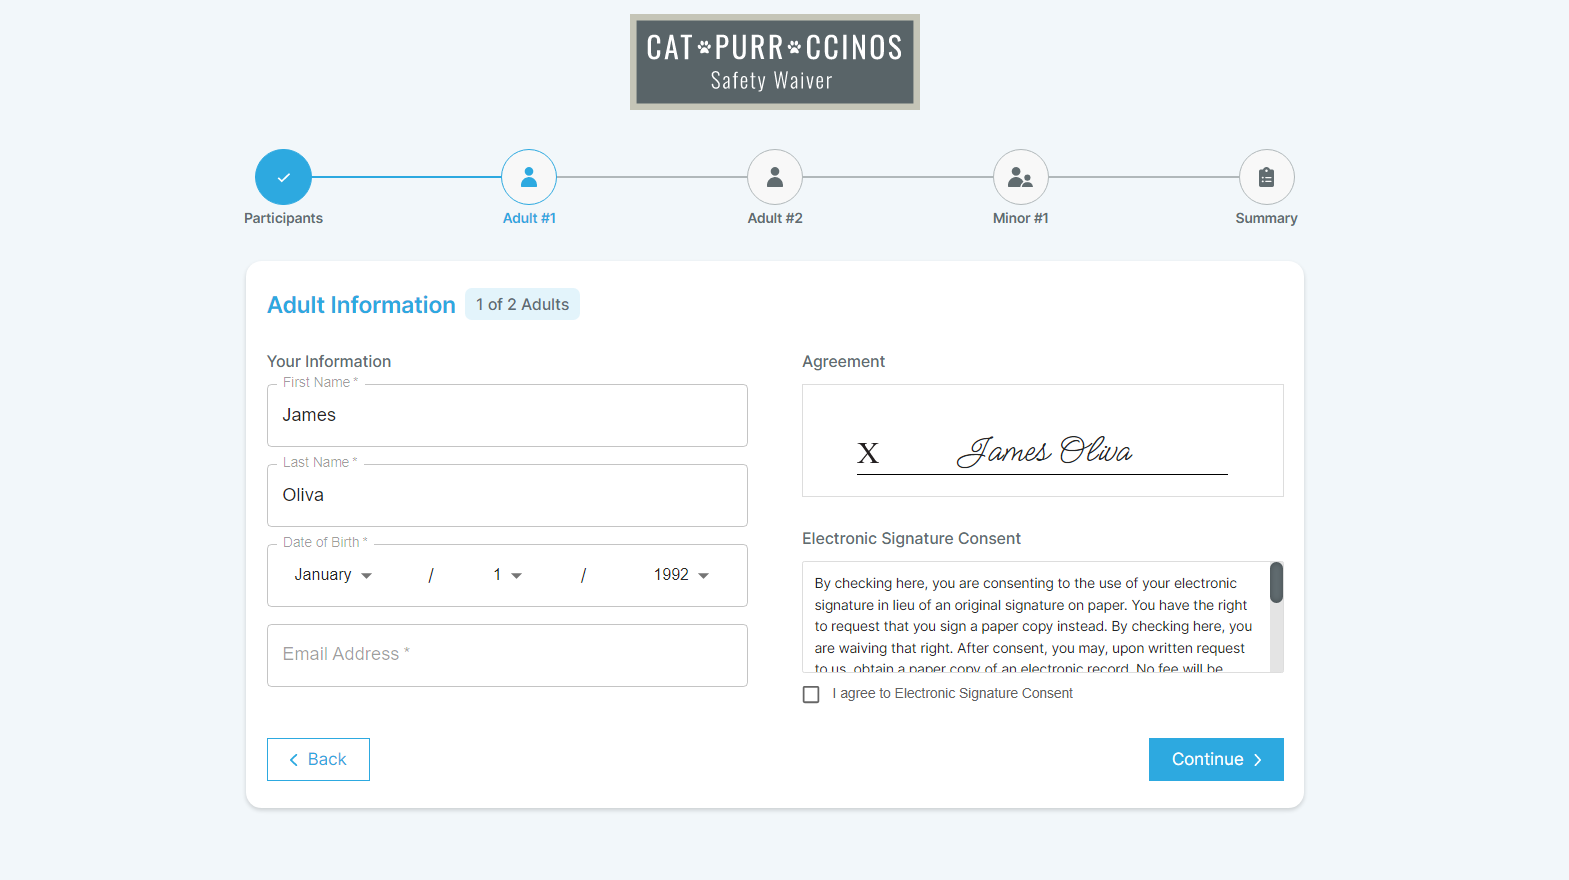 CAT PURR CCINOS
Safety Waiver
Participants
Adult #1
Adult #2
Minor #1
Summary
Adult Information
1 of 2 Adults
Your Information
First Name *
James
Last Name *
Oliva
Date of Birth *
January / 1 / 1992
Email Address *
Back
Agreement
X James Oliva
Electronic Signature Consent
By checking here, you are consenting to the use of your electronic
signature in lieu of an original signature on paper. You have the right
to request that you sign a paper copy instead. By checking here, you
are waiving that right. After consent, you may, upon written request
to us, obtain a paper copy of an electronic record. No fee will be
I agree to Electronic Signature Consent
Continue